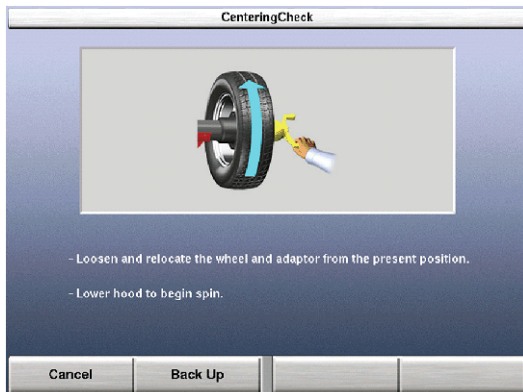 CenteringCheck
- Loosen and relocate the wheel and adaptor from the present position.
- Lower hood to begin spin.
Cancel
Back Up